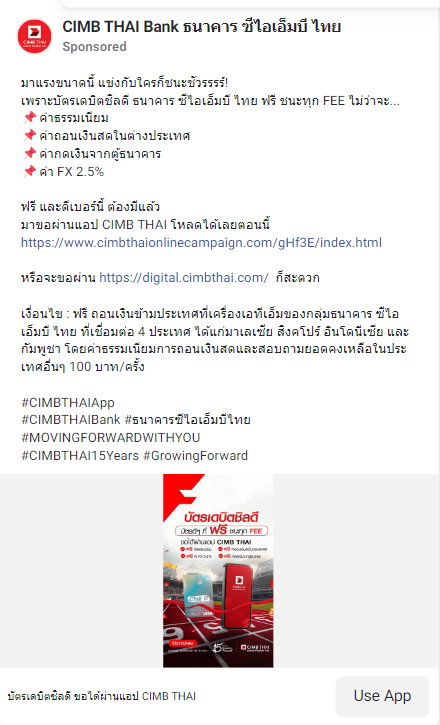 CIMB THAI Bank ธนาคาร ซีไอเอ็มบี ไทย
Sponsored
มาแรงขนาดนี้ แข่งกับใครก็ชนะชัวรรรร์!
เพราะบัตรเดบิตชิลดี ธนาคาร ซีไอเอ็มบี ไทย ฟรี ชนะทุก FEE ไม่ว่าจะ...
📌 ค่าธรรมเนียม
📌 ค่าถอนเงินสดในต่างประเทศ
📌 ค่ากดเงินจากตู้ธนาคาร
📌 ค่า FX 2.5%
ฟรี และดีเบอร์นี้ ต้องมีแล้ว
มาขอผ่านแอป CIMB THAI โหลดได้เลยตอนนี้
https://www.cimbthaionlinecampaign.com/gHf3E/index.html
หรือจะขอผ่าน https://digital.cimbthai.com/ ก็สะดวก
เงื่อนไข : ฟรี ถอนเงินข้ามประเทศที่เครื่องเอทีเอ็มของกลุ่มธนาคาร ซีไอ
เอ็มบี ไทย ที่เชื่อมต่อ 4 ประเทศ ได้แก่มาเลเซีย สิงคโปร์ อินโดนีเซีย และ
กัมพูชา โดยค่าธรรมเนียมการถอนเงินสดและสอบถามยอดคงเหลือในประ
เทศอื่นๆ 100 บาท/ครั้ง
#CIMBTHAIApp
#CIMBTHAIBank #ธนาคารซีไอเอ็มบีไทย
#MOVINGFORWARDWITHYOU
#CIMBTHAI15Years #GrowingForward
บัตรเดบิตชิลดี
บัตรดีๆ ที่ ฟรี ชนะทุก FEE
ขอได้ผ่านแอป CIMB THAI
ฟรี ค่าธรรมเนียม
ฟรี ค่า FX 2.5%
Chill D
VISA
CIMB THAI
15
CIMB THAI
บัตรเดบิตชิลดี ขอได้ผ่านแอป CIMB THAI
Use App